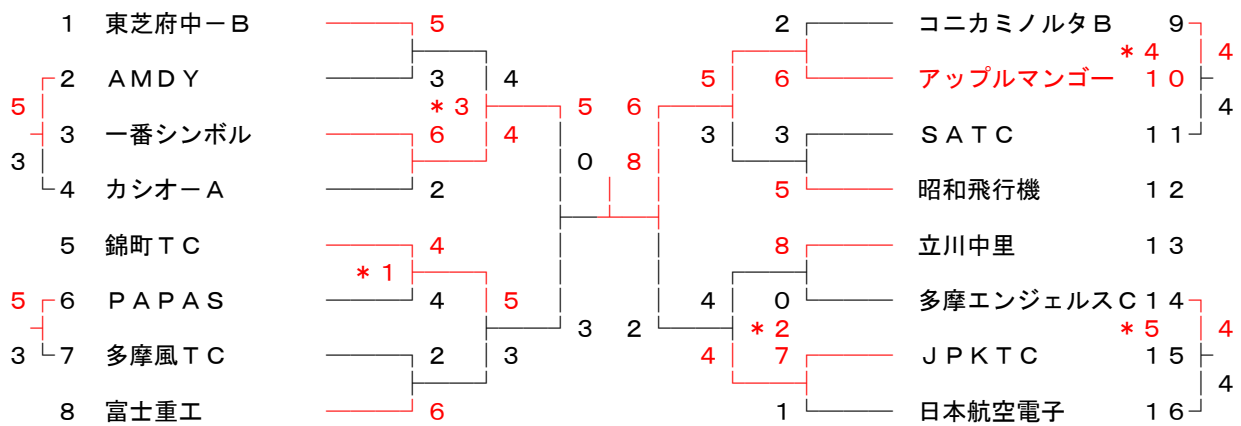 1 東芝府中－B 5
2 コニカミノルタB 9
＊4 4
2 AMDY 3 4
5 6 アップルマンゴー 10
5 ＊3 5 6
4
3 一番シンボル 6 4
3 3 SATC 11
3 0 8
4 カシオ－A 2
5 昭和飛行機 12
5 錦町TC 4
8 立川中里 13
＊1
5 6 PAPAS 4 5
4 0 多摩エンジェルスC 14
3 2 ＊2
＊5 4
3 7 多摩風TC 2 3
4 7 JPKTC 15
4
8 富士重工 6
1 日本航空電子 16